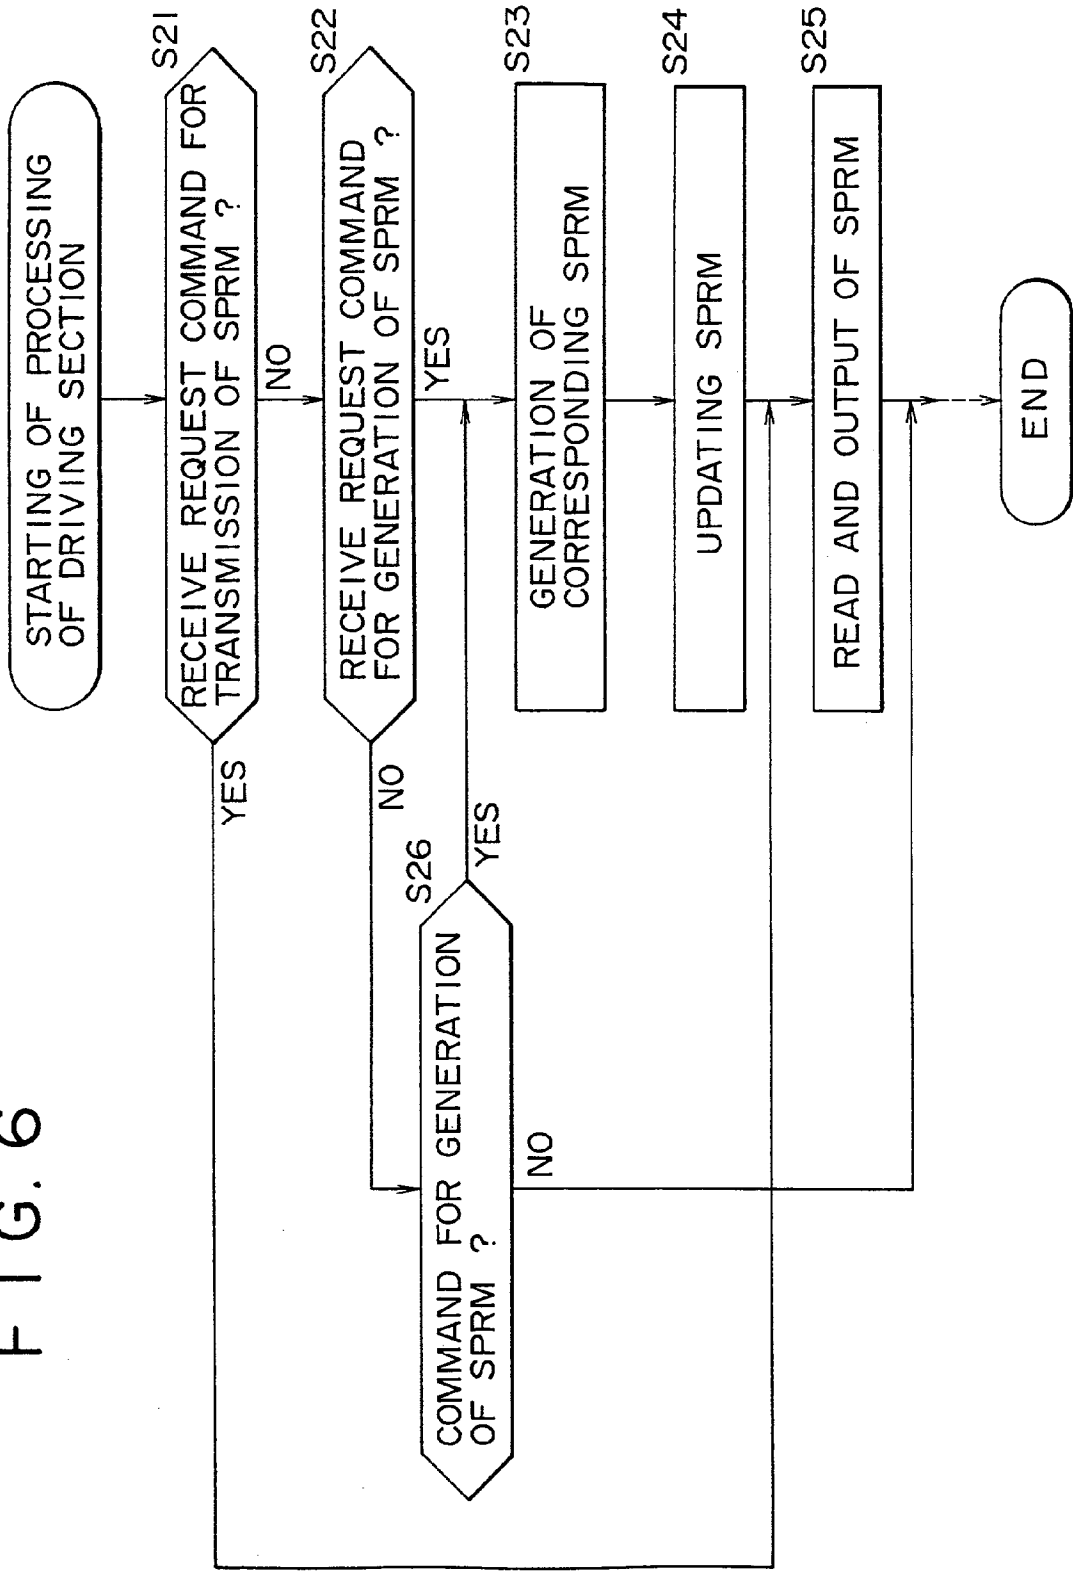 FIG. 6
STARTING OF PROCESSING
OF DRIVING SECTION
S21
RECEIVE REQUEST COMMAND FOR
TRANSMISSION OF SPRM ?
YES
NO
S22
RECEIVE REQUEST COMMAND
FOR GENERATION OF SPRM ?
NO
YES
S26
COMMAND FOR GENERATION
OF SPRM ?
YES
NO
S23
GENERATION OF
CORRESPONDING SPRM
S24
UPDATING SPRM
S25
READ AND OUTPUT OF SPRM
END